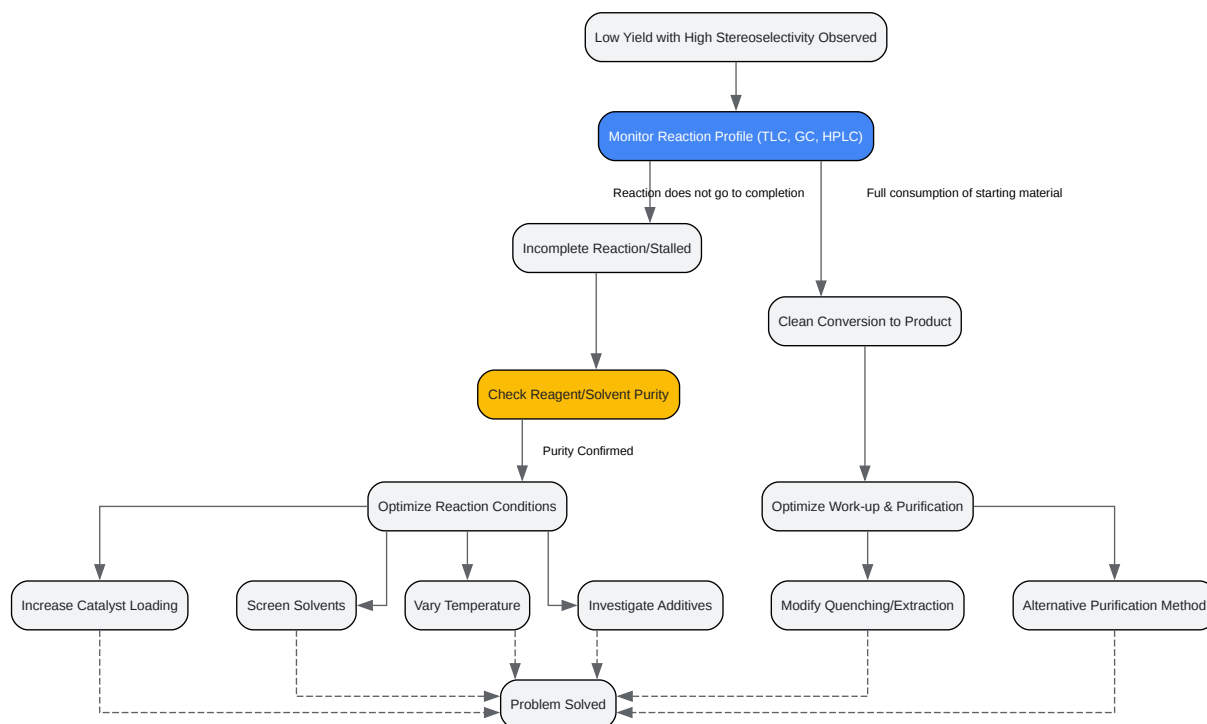 Low Yield with High Stereoselectivity Observed
Monitor Reaction Profile (TLC, GC, HPLC)
Reaction does not go to completion
Full consumption of starting material
Incomplete Reaction/Stalled
Clean Conversion to Product
Check Reagent/Solvent Purity
Purity Confirmed
Optimize Reaction Conditions
Optimize Work-up & Purification
Increase Catalyst Loading
Screen Solvents
Vary Temperature
Investigate Additives
Modify Quenching/Extraction
Alternative Purification Method
Problem Solved